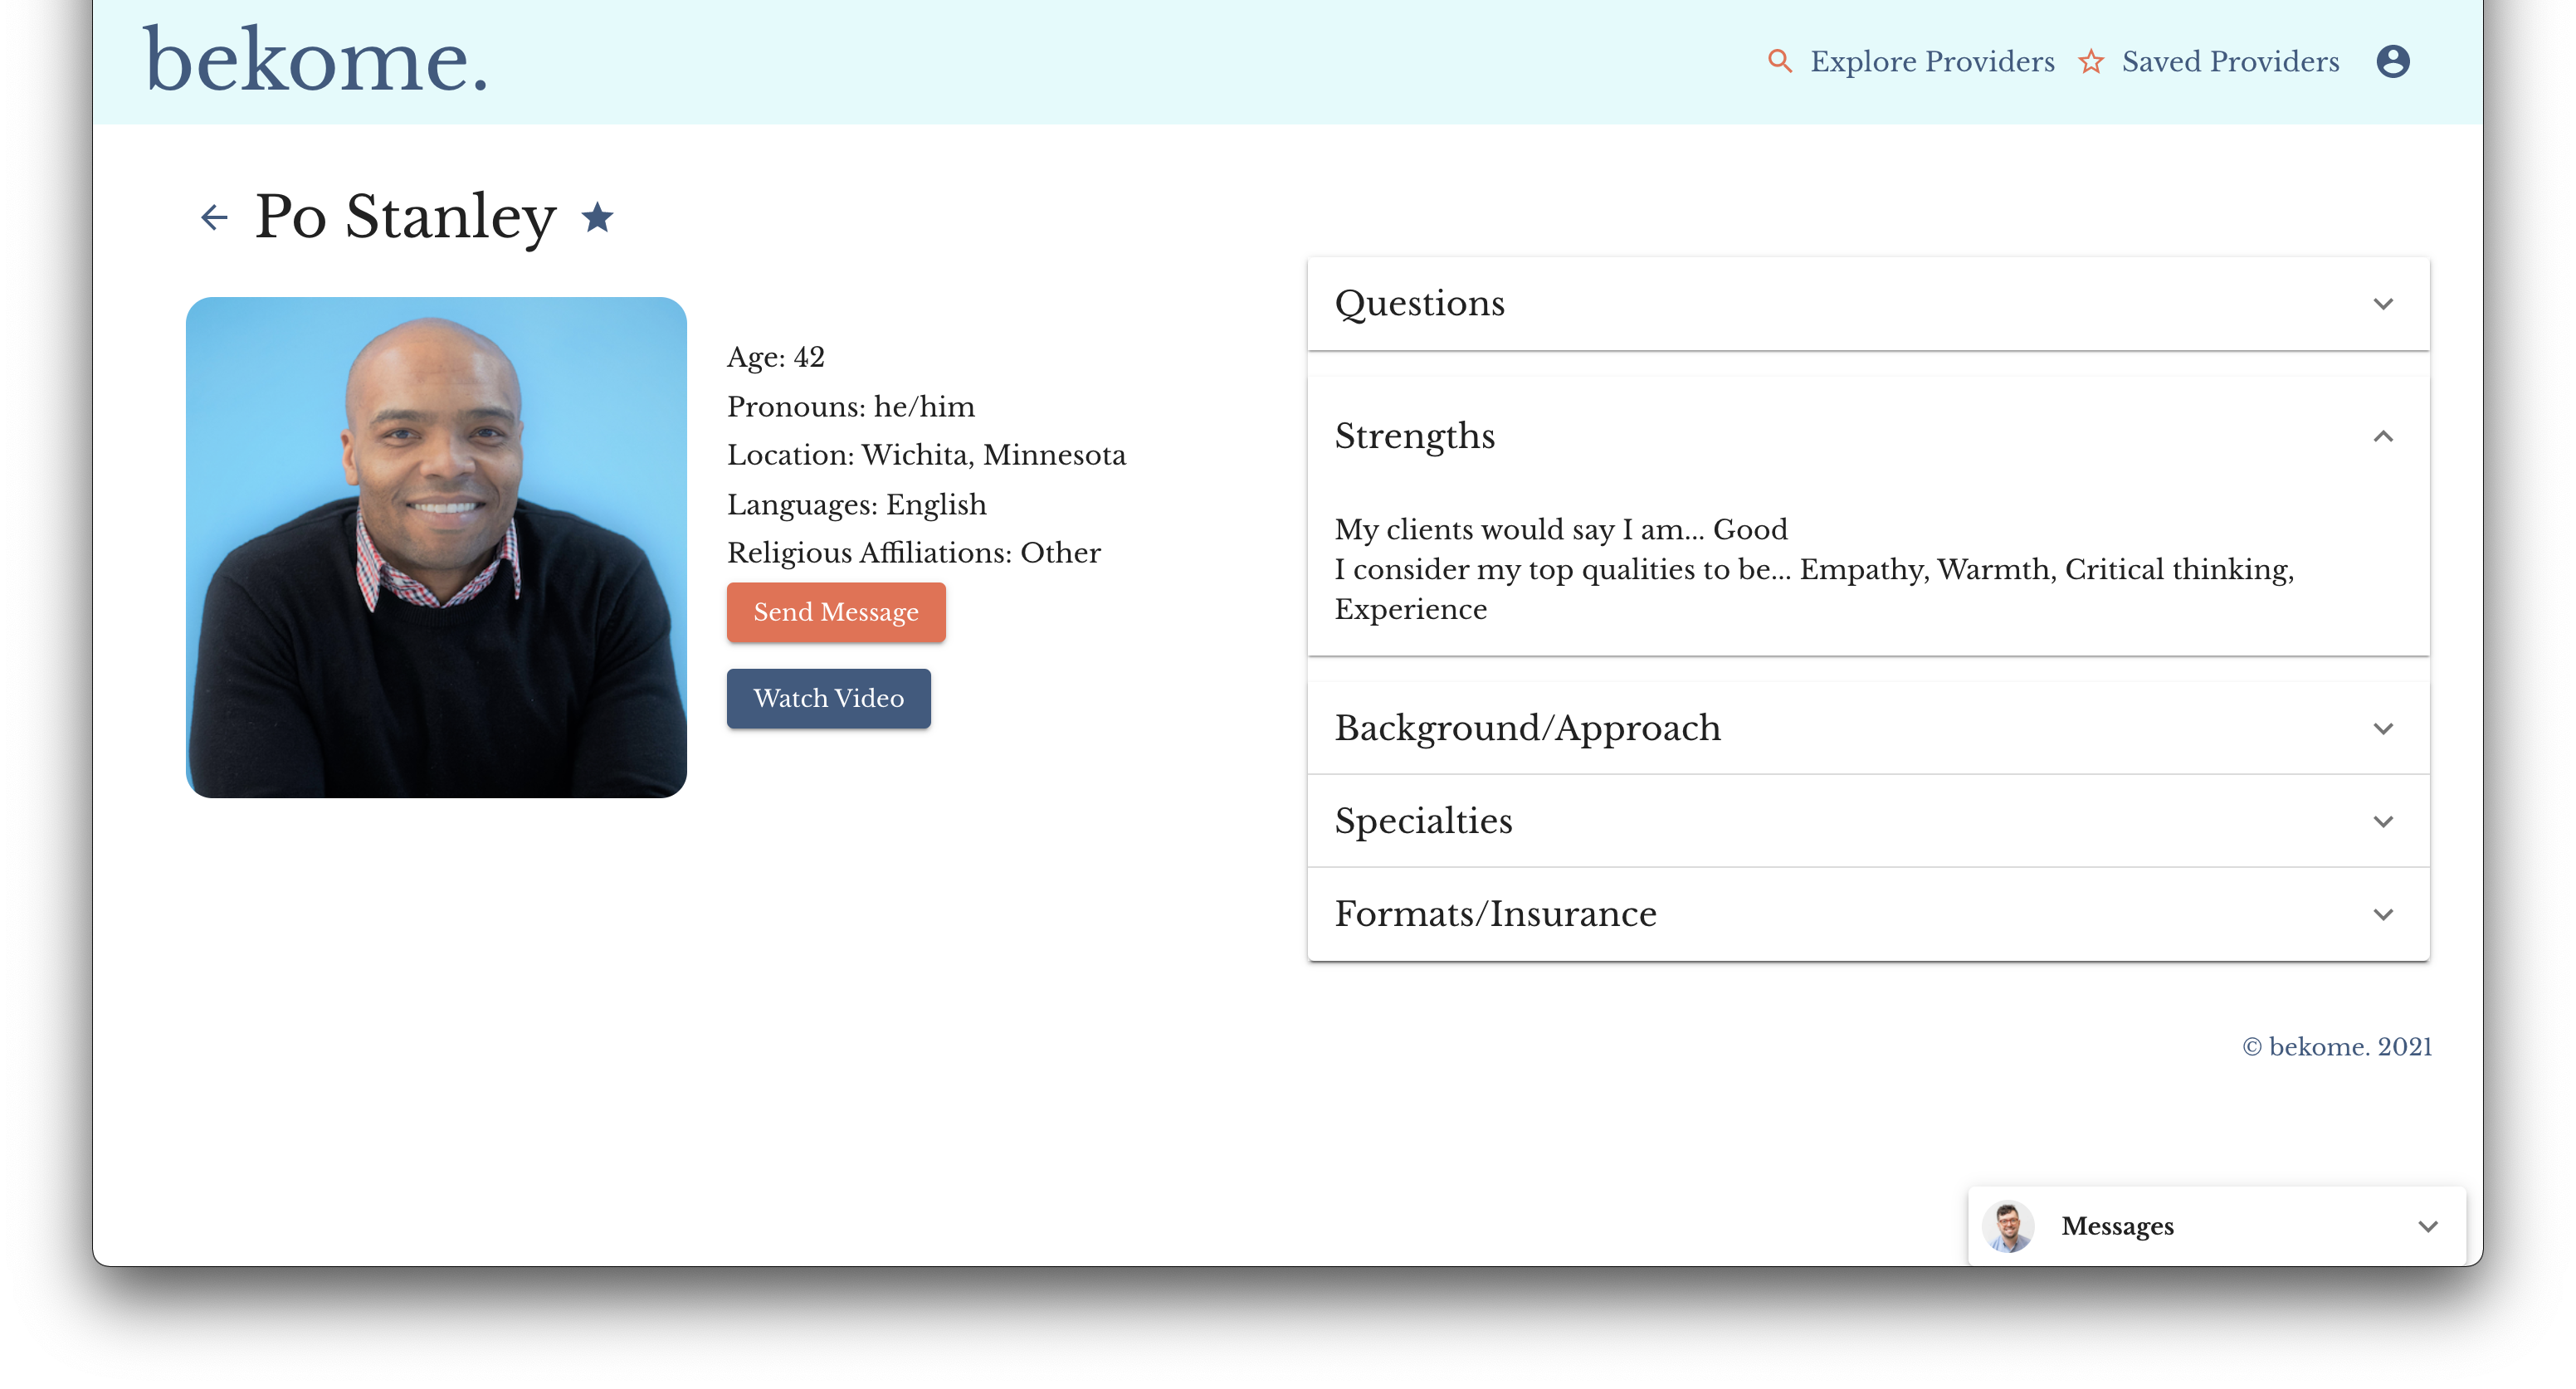 bekome.
Explore Providers
Saved Providers
Po Stanley
Age: 42
Pronouns: he/him
Location: Wichita, Minnesota
Languages: English
Religious Affiliations: Other
Send Message
Watch Video
Questions
Strengths
My clients would say I am... Good
I consider my top qualities to be... Empathy, Warmth, Critical thinking,
Experience
Background/Approach
Specialties
Formats/Insurance
© bekome. 2021
Messages